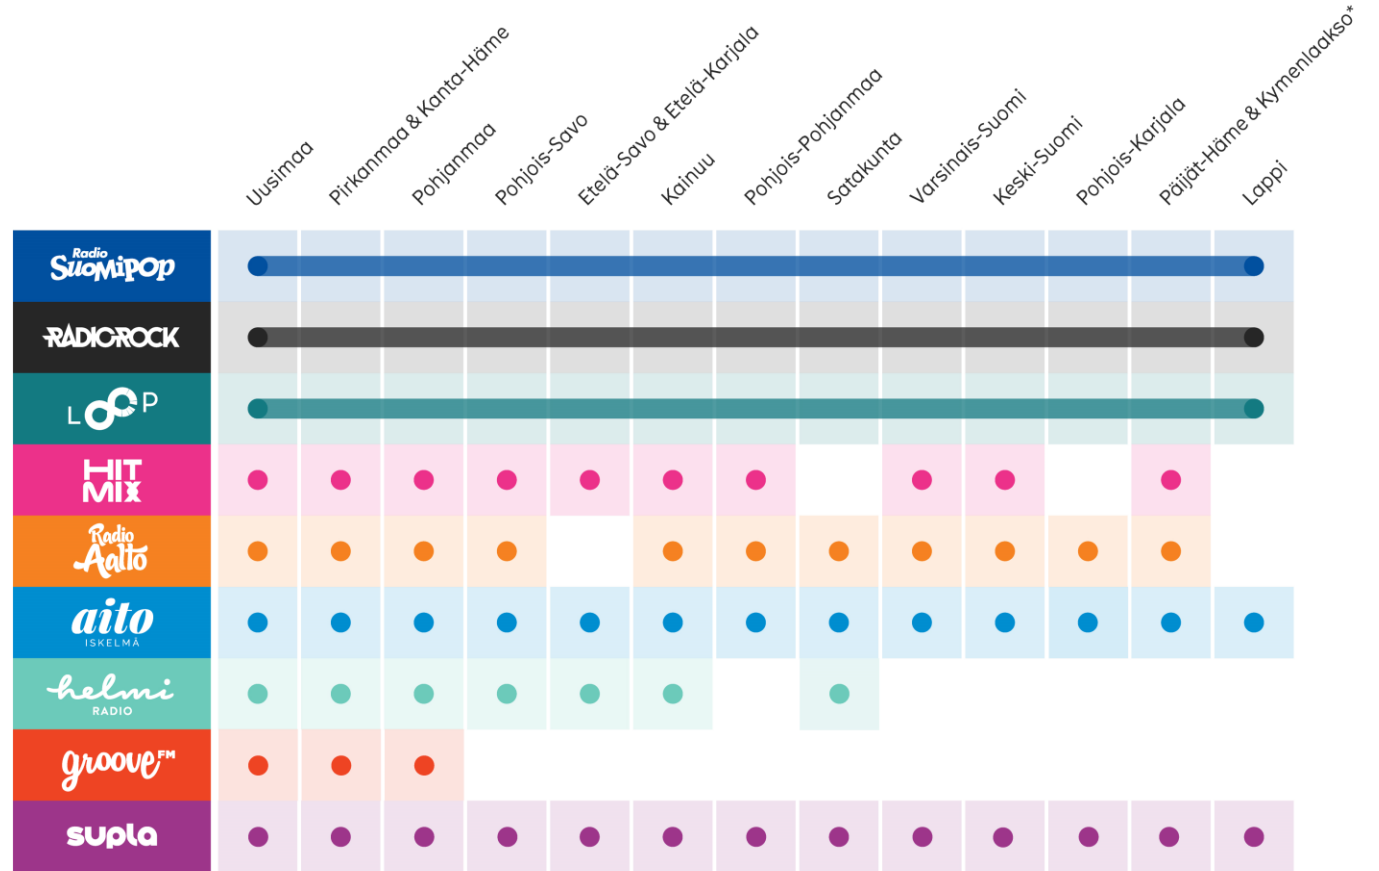 Uusimaa
Pirkanmaa & Kanta-Häme
Pohjanmaa
Pohjois-Savo
Etelä-Savo & Etelä-Karjala
Kainuu
Pohjois-Pohjanmaa
Satakunta
Varsinais-Suomi
Keski-Suomi
Pohjois-Karjala
Päijät-Häme & Kymenlaakso*
Lappi
Radio
SuoMiPOP
RADIO ROCK
LOOP
HIT
MIX
Radio
Aalto
aito
ISKELMÄ
helmi
RADIO
groove FM
supla